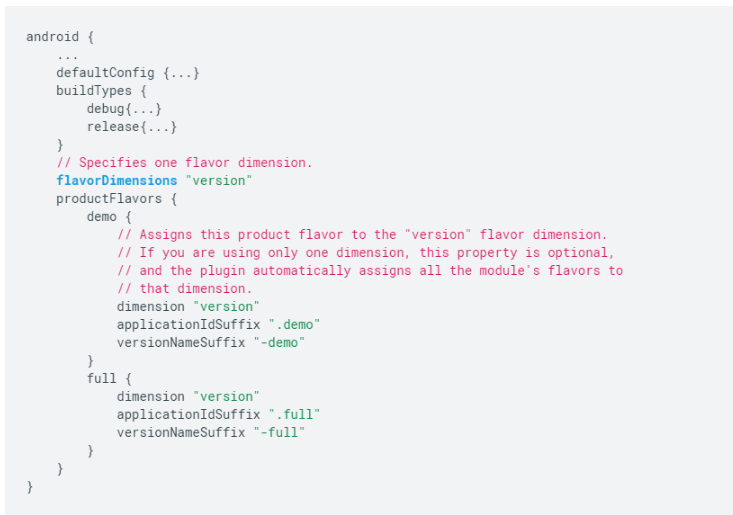 android {
    ...
    defaultConfig {...}
    buildTypes {
        debug{...}
        release{...}
    }
    // Specifies one flavor dimension.
    flavorDimensions "version"
    productFlavors {
        demo {
            // Assigns this product flavor to the "version" flavor dimension.
            // If you are using only one dimension, this property is optional,
            // and the plugin automatically assigns all the module's flavors to
            // that dimension.
            dimension "version"
            applicationIdSuffix ".demo"
            versionNameSuffix "-demo"
        }
        full {
            dimension "version"
            applicationIdSuffix ".full"
            versionNameSuffix "-full"
        }
    }
}